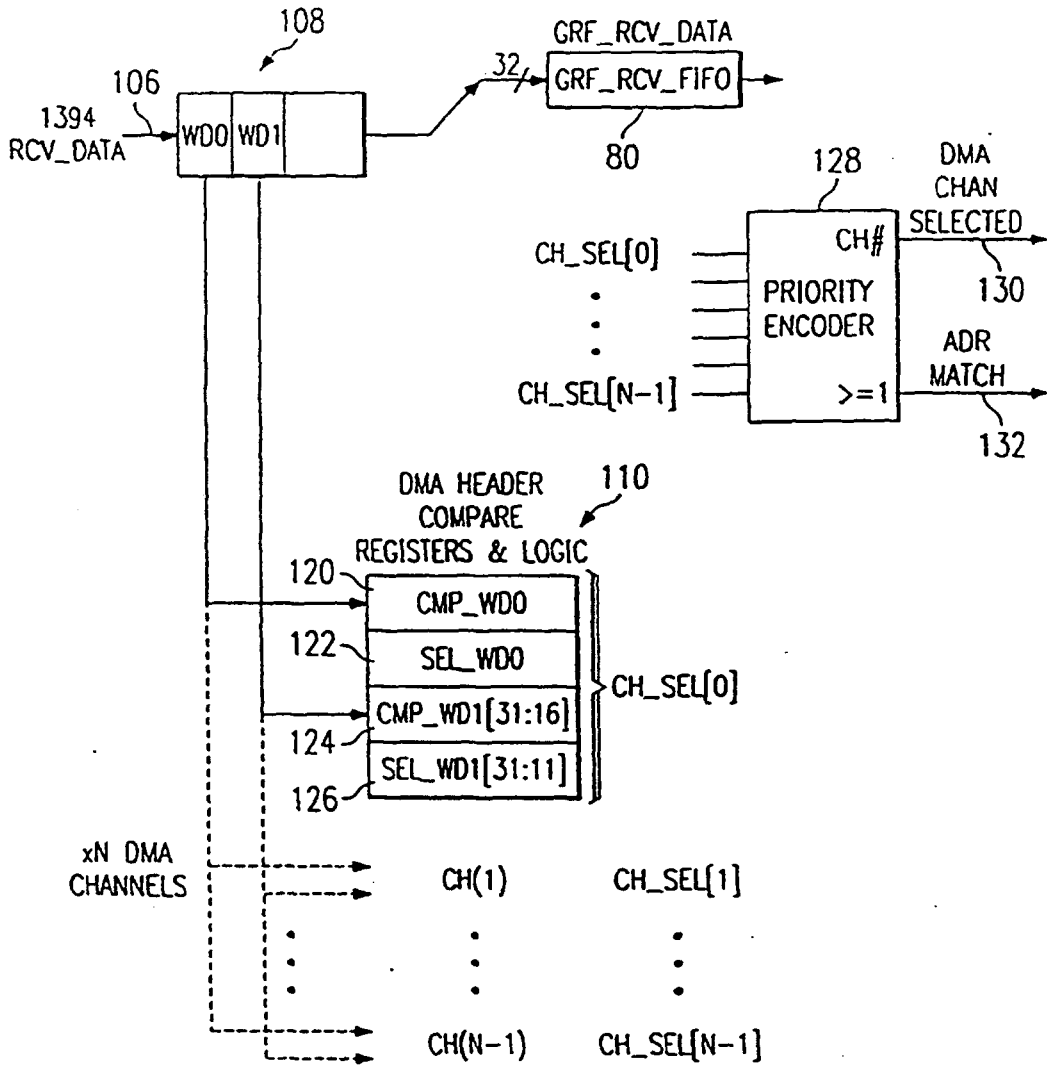 108
GRF_RCV_DATA
106
32
GRF_RCV_FIFO
1394
RCV_DATA
WD0 WD1
80
128
DMA
CHAN
SELECTED
CH_SEL[0]
CH#
130
PRIORITY
ENCODER
ADR
MATCH
CH_SEL[N-1]
>=1
132
DMA HEADER
COMPARE
REGISTERS & LOGIC
110
120
CMP_WD0
122
SEL_WD0
CH_SEL[0]
CMP_WD1[31:16]
124
SEL_WD1[31:11]
126
xN DMA
CHANNELS
CH(1) CH_SEL[1]
CH(N-1) CH_SEL[N-1]